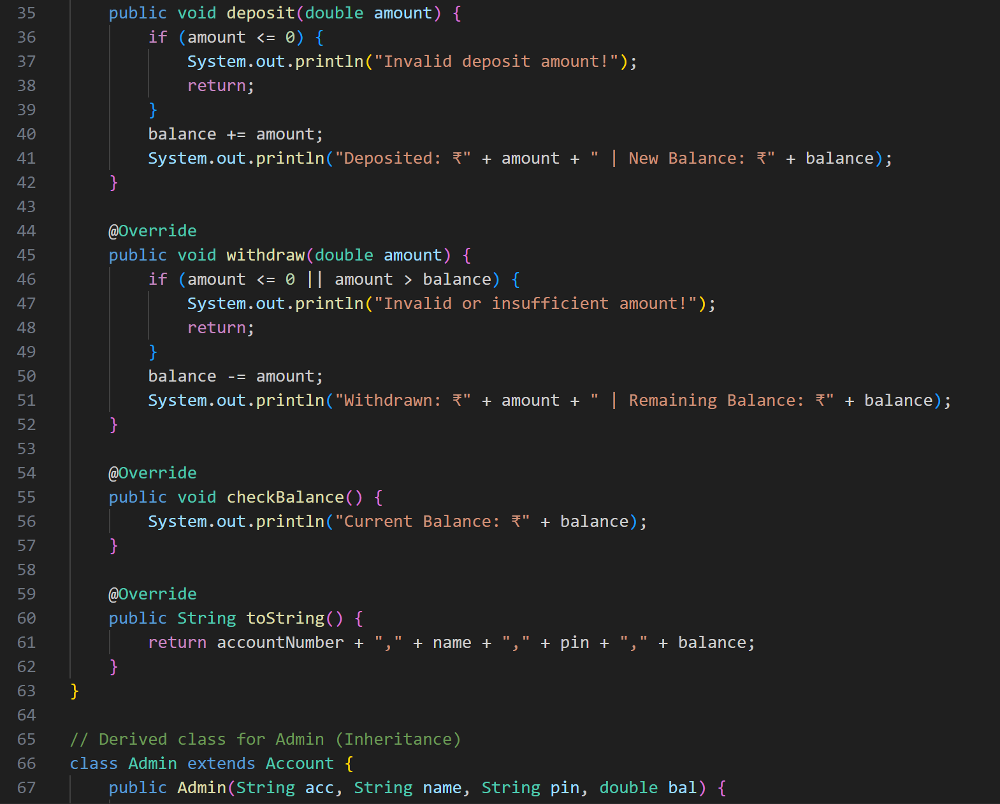 35 public void deposit(double amount) {
36 if (amount <= 0) {
37 System.out.println("Invalid deposit amount!");
38 return;
39 }
40 balance += amount;
41 System.out.println("Deposited: ₹" + amount + " | New Balance: ₹" + balance);
42 }
43
44 @Override
45 public void withdraw(double amount) {
46 if (amount <= 0 || amount > balance) {
47 System.out.println("Invalid or insufficient amount!");
48 return;
49 }
50 balance -= amount;
51 System.out.println("Withdrawn: ₹" + amount + " | Remaining Balance: ₹" + balance);
52 }
53
54 @Override
55 public void checkBalance() {
56 System.out.println("Current Balance: ₹" + balance);
57 }
58
59 @Override
60 public String toString() {
61 return accountNumber + "," + name + "," + pin + "," + balance;
62 }
63 }
64
65 // Derived class for Admin (Inheritance)
66 class Admin extends Account {
67 public Admin(String acc, String name, String pin, double bal) {